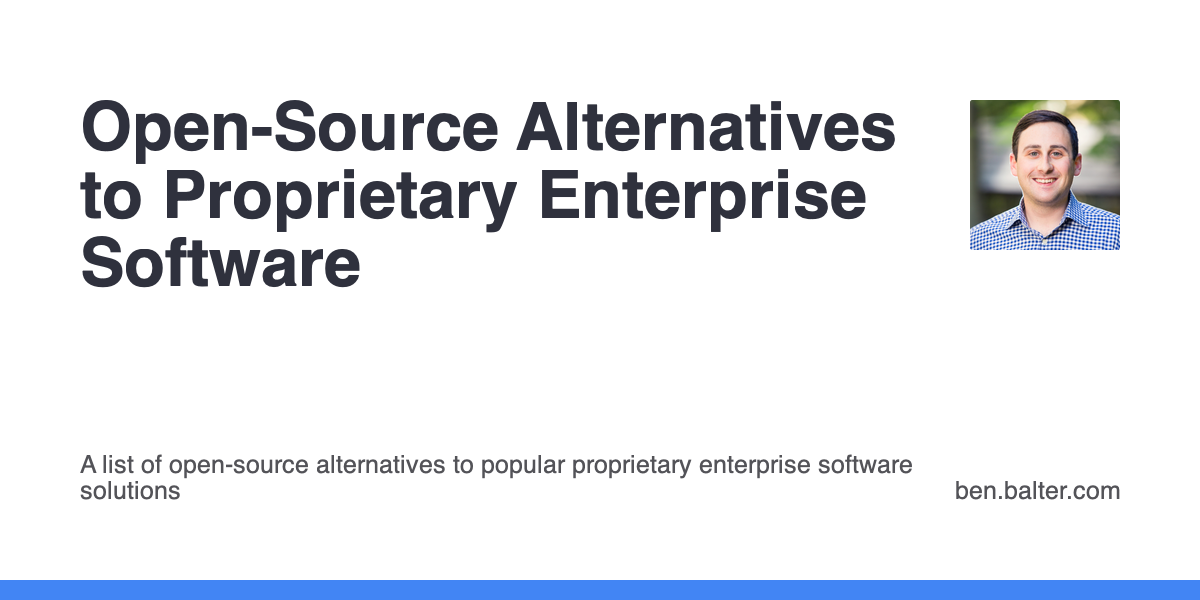 Open-Source Alternatives
to Proprietary Enterprise
Software
A list of open-source alternatives to popular proprietary enterprise software
solutions
ben.balter.com